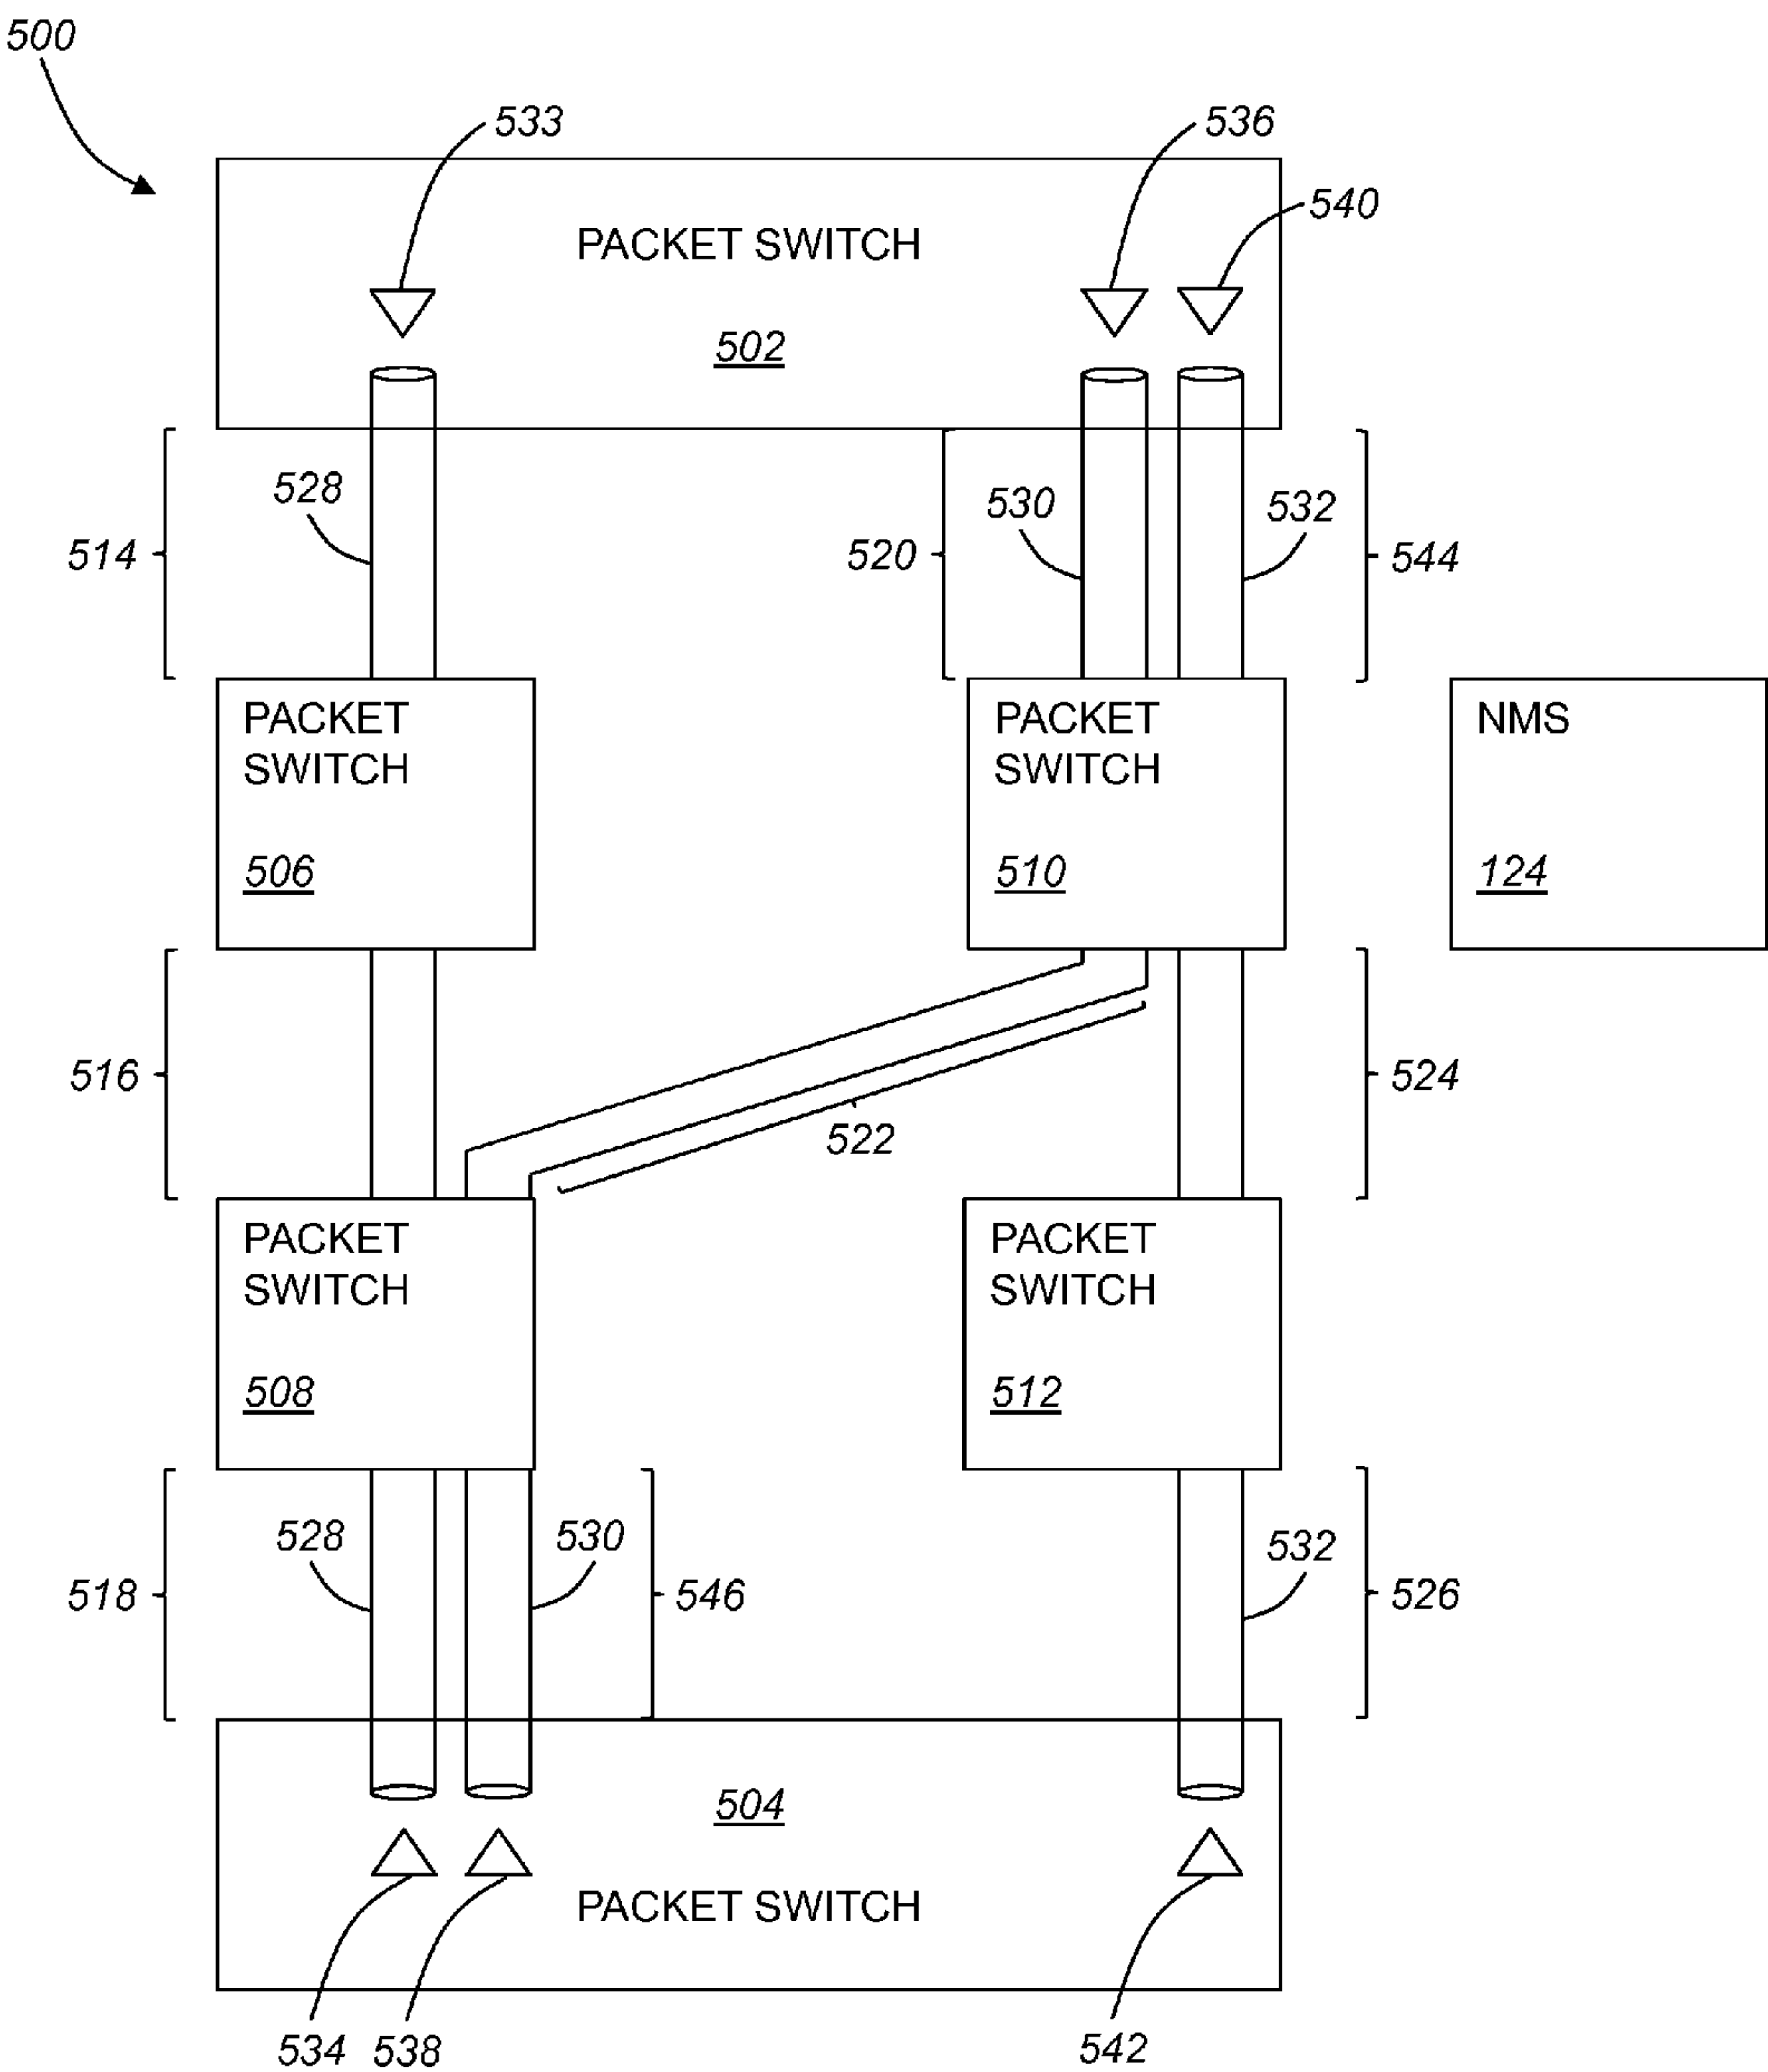 500
533
536
540
PACKET SWITCH
502
528
530
532
514
520
544
PACKET
SWITCH
506
PACKET
SWITCH
510
NMS
124
516
522
524
PACKET
SWITCH
508
PACKET
SWITCH
512
528
530
532
518
546
526
504
PACKET SWITCH
534
538
542